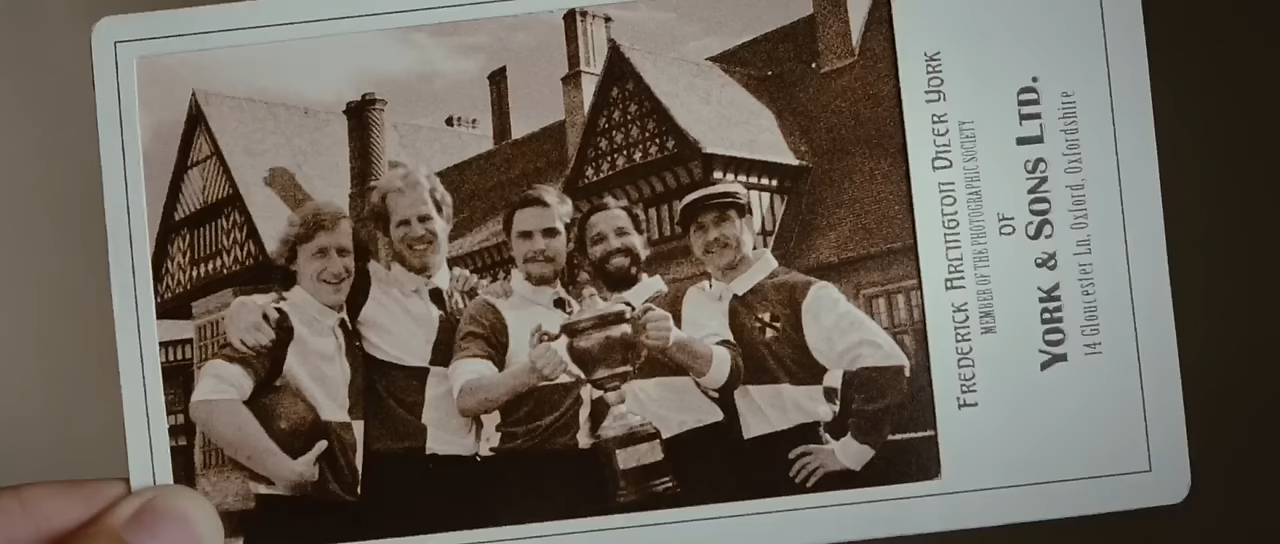 FREDERICK ARLINGTON DILER YORK
MEMBER OF THE PHOTOGRAPHIC SOCIETY
OF
YORK & SONS LTD.
14 Gloucester Ln, Oxford, Oxfordshire